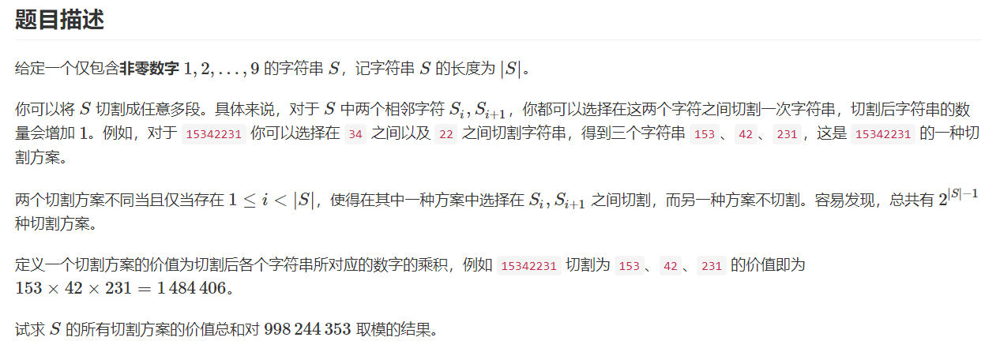 题目描述
给定一个仅包含非零数字 1, 2, …, 9 的字符串 S，记字符串 S 的长度为 |S|。
你可以将 S 切割成任意多段。具体来说，对于 S 中两个相邻字符 S_i, S_{i+1}，你都可以选择在这两个字符之间切割一次字符串，切割后字符串的数
量会增加 1。例如，对于 15342231 你可以选择在 34 之间以及 22 之间切割字符串，得到三个字符串 153 、 42 、 231 ，这是 15342231 的一种切
割方案。
两个切割方案不同当且仅当存在 1 ≤ i < |S|，使得在其中一种方案中选择在 S_i, S_{i+1} 之间切割，而另一种方案不切割。容易发现，总共有 2^{|S|−1}
种切割方案。
定义一个切割方案的价值为切割后各个字符串所对应的数字的乘积，例如 15342231 切割为 153 、 42 、 231 的价值即为
153 × 42 × 231 = 1 484 406。
试求 S 的所有切割方案的价值总和对 998 244 353 取模的结果。